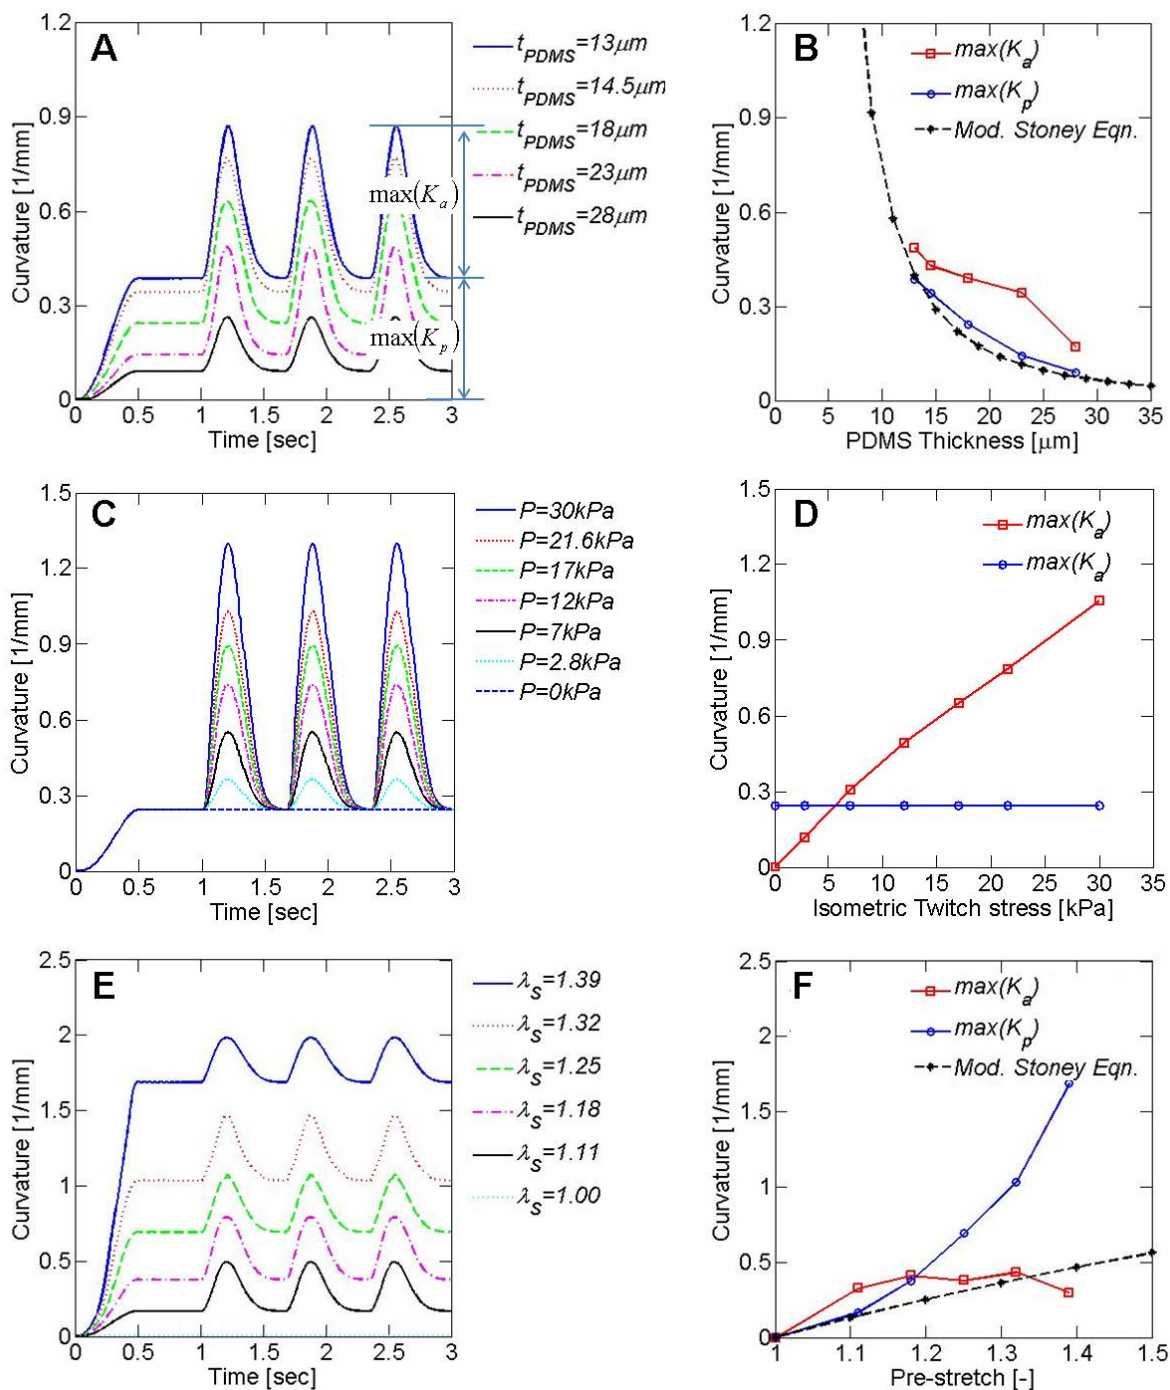 A
Curvature [1/mm]
1.2
0.9
0.6
0.3
0
0 0.5 1 1.5 2 2.5 3
Time [sec]
t_PDMS=13μm
t_PDMS=14.5μm
t_PDMS=18μm
t_PDMS=23μm
t_PDMS=28μm
max(K_a)
max(K_p)
B
Curvature [1/mm]
1.2
0.9
0.6
0.3
0
0 5 10 15 20 25 30 35
PDMS Thickness [μm]
max(K_a)
max(K_p)
Mod. Stoney Eqn.
C
Curvature [1/mm]
1.5
1.2
0.9
0.6
0.3
0
0 0.5 1 1.5 2 2.5 3
Time [sec]
P=30kPa
P=21.6kPa
P=17kPa
P=12kPa
P=7kPa
P=2.8kPa
P=0kPa
D
Curvature [1/mm]
1.5
1.2
0.9
0.6
0.3
0
0 5 10 15 20 25 30 35
Isometric Twitch stress [kPa]
max(K_a)
max(K_a)
E
Curvature [1/mm]
2.5
2
1.5
1
0.5
0
0 0.5 1 1.5 2 2.5 3
Time [sec]
λ_S=1.39
λ_S=1.32
λ_S=1.25
λ_S=1.18
λ_S=1.11
λ_S=1.00
F
Curvature [1/mm]
2.5
2
1.5
1
0.5
0
1 1.1 1.2 1.3 1.4 1.5
Pre-stretch [-]
max(K_a)
max(K_p)
Mod. Stoney Eqn.